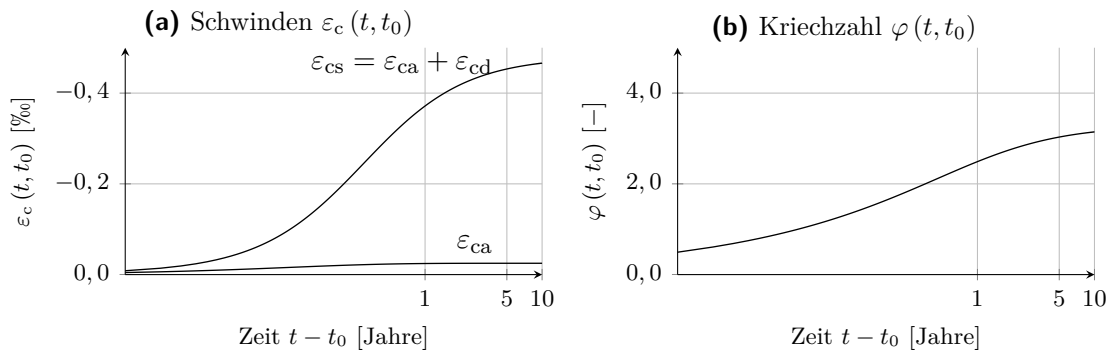 (a) Schwinden εc (t, t0)
εcs = εca + εcd
−0,4
−0,2
0,0
εc (t, t0) [‰]
εca
1
5
10
Zeit t − t0 [Jahre]
(b) Kriechzahl φ (t, t0)
4,0
2,0
0,0
φ (t, t0) [−]
1
5
10
Zeit t − t0 [Jahre]